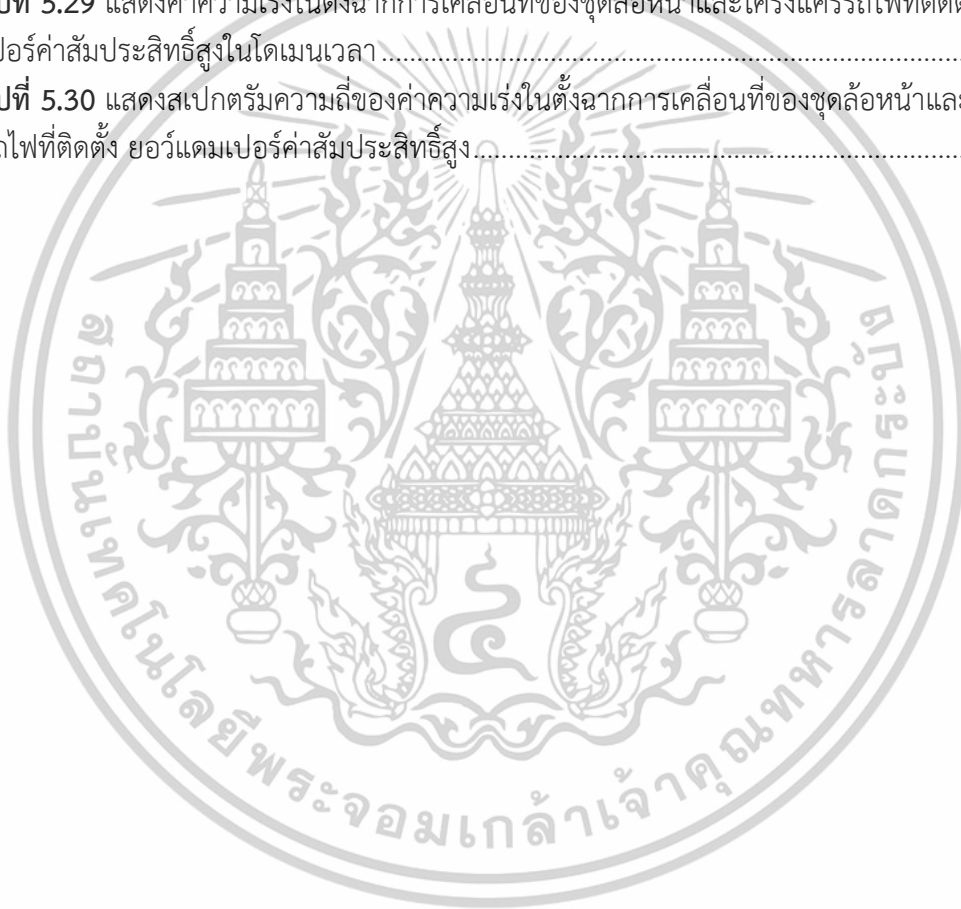 5.29 แสดงค่าความเร่งในตั้งฉากการเคลื่อนที่ของชุดล้อหน้าและโครงแคร่รถไฟที่ติดตั้ง
ปอร์ค่าสัมประสิทธิ์สูงในโดเมนเวลา
ปที่ 5.30 แสดงสเปกตรัมความถี่ของค่าความเร่งในตั้งฉากการเคลื่อนที่ของชุดล้อหน้าและ
ถไฟที่ติดตั้ง ยอว์แดมเปอร์ค่าสัมประสิทธิ์สูง
สถาบันเทคโนโลยีพระจอมเกล้าเจ้าคุณทหารลาดกระบัง